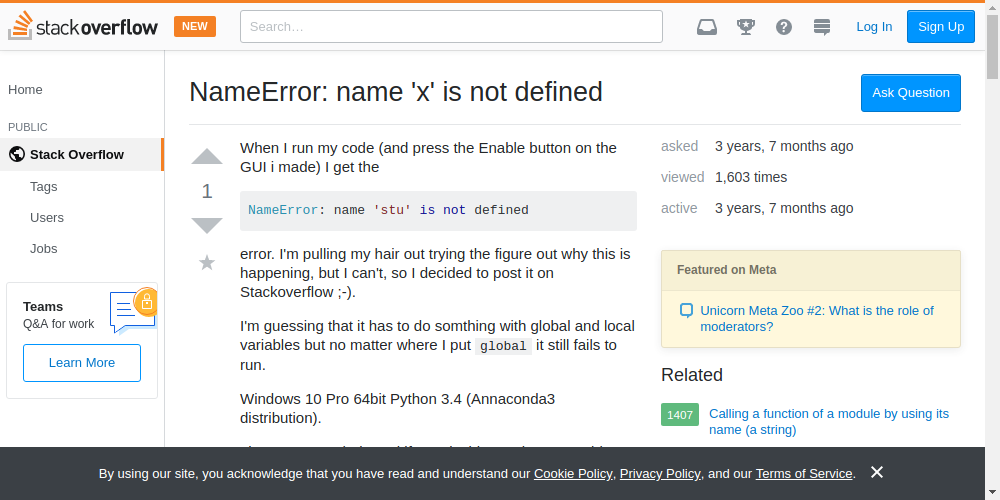 stackoverflow NEW Search… Log In Sign Up
Home
PUBLIC
Stack Overflow
Tags
Users
Jobs
Teams
Q&A for work
Learn More
NameError: name 'x' is not defined
Ask Question
1
When I run my code (and press the Enable button on the
GUI i made) I get the
NameError: name 'stu' is not defined
error. I'm pulling my hair out trying the figure out why this is
happening, but I can't, so I decided to post it on
Stackoverflow ;-).
I'm guessing that it has to do somthing with global and local
variables but no matter where I put global it still fails to
run.
Windows 10 Pro 64bit Python 3.4 (Annaconda3
distribution).
asked 3 years, 7 months ago
viewed 1,603 times
active 3 years, 7 months ago
Featured on Meta
Unicorn Meta Zoo #2: What is the role of
moderators?
Related
1407 Calling a function of a module by using its
name (a string)
By using our site, you acknowledge that you have read and understand our Cookie Policy, Privacy Policy, and our Terms of Service.